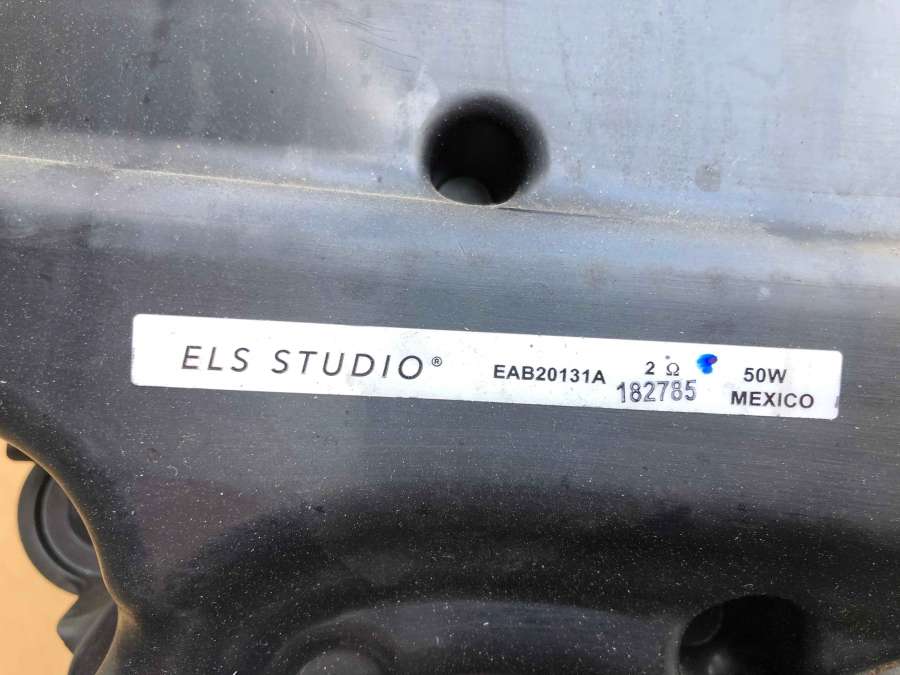 ELS STUDIO® EAB20131A 2 Ω 50W
182785 MEXICO